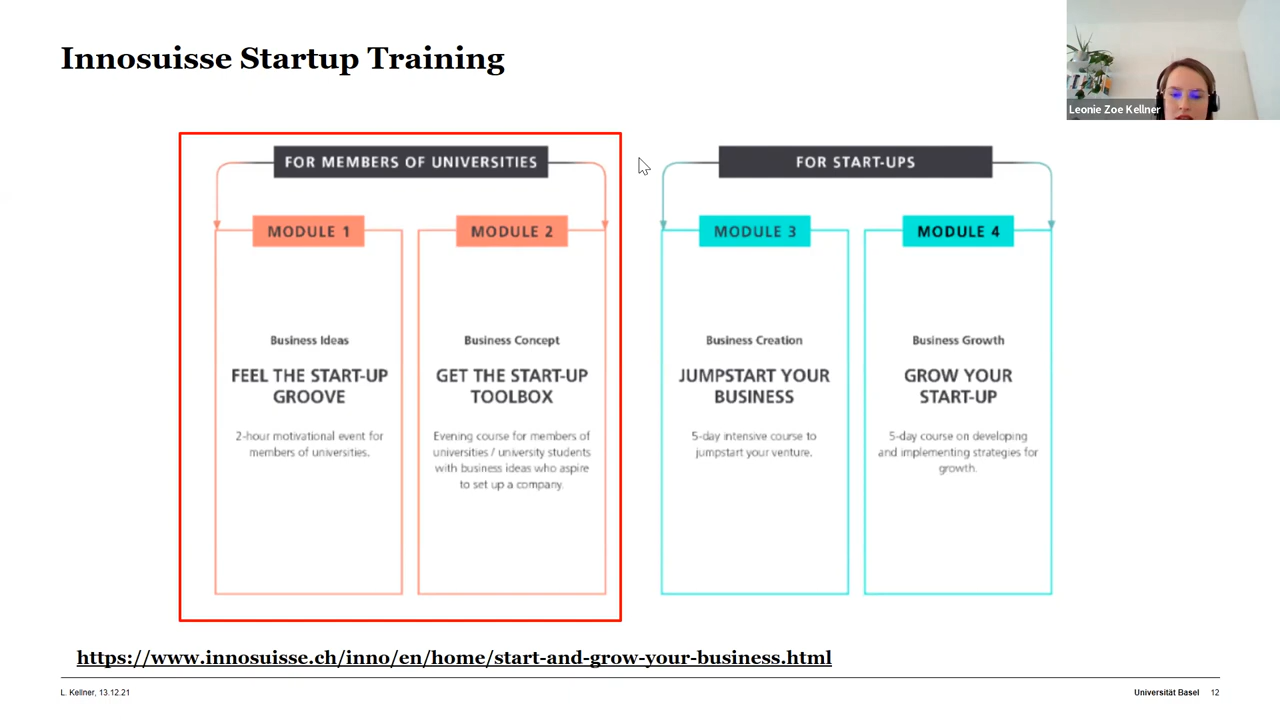 Innosuisse Startup Training
Leonie Zoe Kellner
FOR MEMBERS OF UNIVERSITIES
MODULE 1
Business Ideas
FEEL THE START-UP
GROOVE
2-hour motivational event for
members of universities.
MODULE 2
Business Concept
GET THE START-UP
TOOLBOX
Evening course for members of
universities / university students
with business ideas who aspire
to set up a company.
FOR START-UPS
MODULE 3
Business Creation
JUMPSTART YOUR
BUSINESS
5-day intensive course to
jumpstart your venture.
MODULE 4
Business Growth
GROW YOUR
START-UP
5-day course on developing
and implementing strategies for
growth.
https://www.innosuisse.ch/inno/en/home/start-and-grow-your-business.html
L. Kellner, 13.12.21
Universität Basel 12